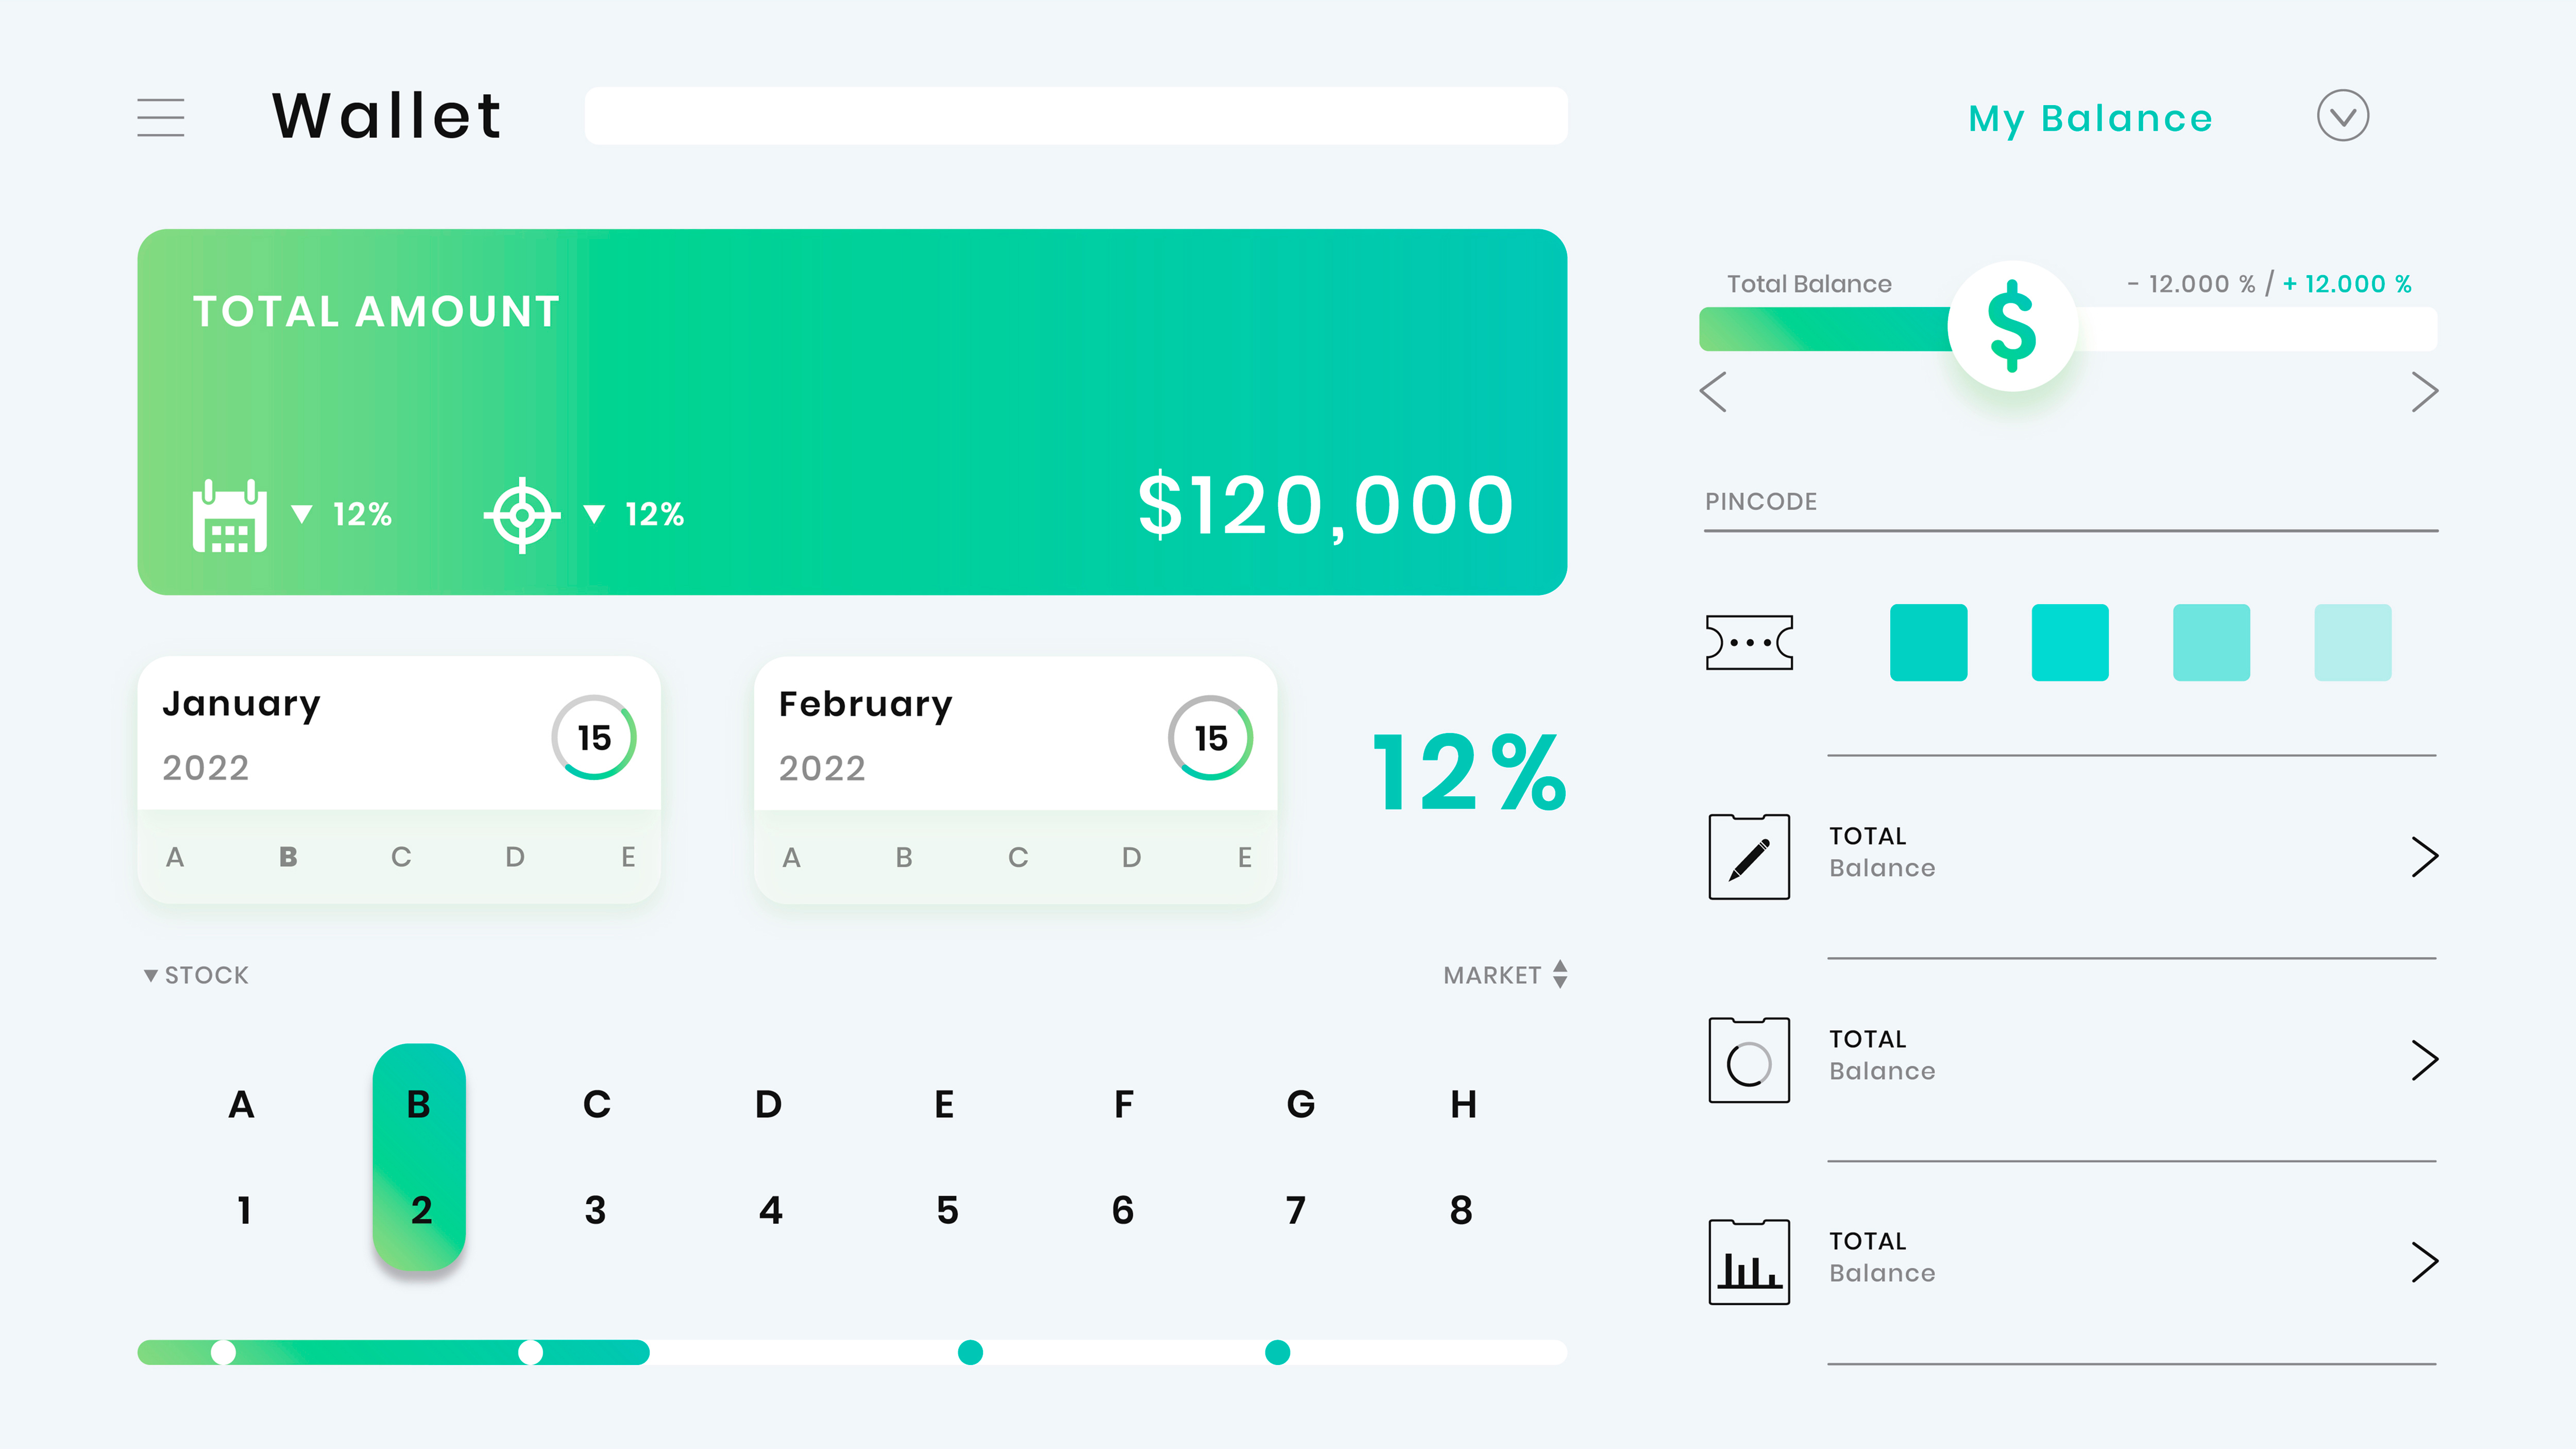 Wallet
My Balance
TOTAL AMOUNT
12% 12%
$120,000
Total Balance - 12.000 % / + 12.000 %
$
PINCODE
January
2022
15
A B C D E
February
2022
15
A B C D E
12%
STOCK MARKET
A B C D E F G H
1 2 3 4 5 6 7 8
TOTAL
Balance
TOTAL
Balance
TOTAL
Balance